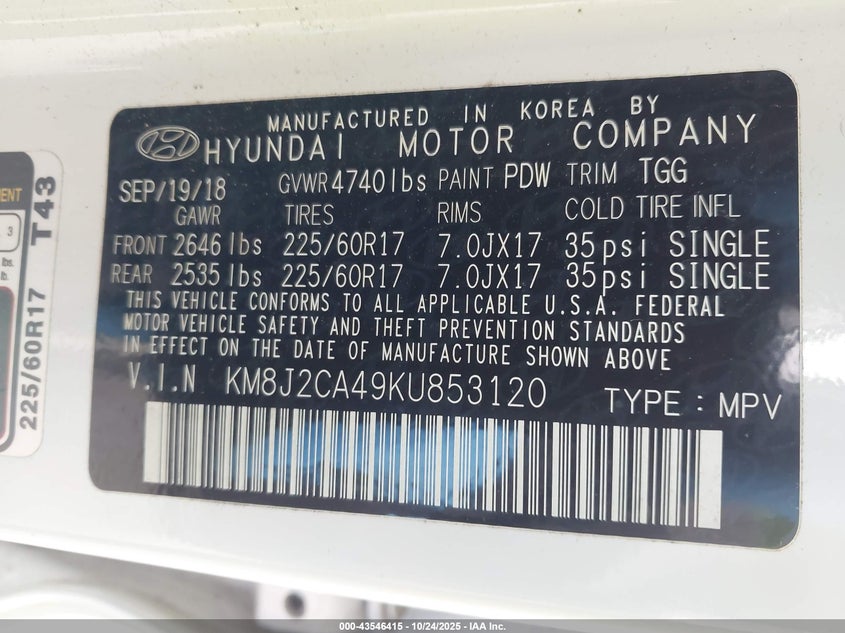 MANUFACTURED IN KOREA BY
HYUNDAI MOTOR COMPANY
SEP/19/18 GVWR 4740lbs PAINT PDW TRIM TGG
GAWR TIRES RIMS COLD TIRE INFL
FRONT 2646 lbs 225/60R17 7.0JX17 35psi SINGLE
REAR 2535 lbs 225/60R17 7.0JX17 35psi SINGLE
THIS VEHICLE CONFORMS TO ALL APPLICABLE U.S.A. FEDERAL
MOTOR VEHICLE SAFETY AND THEFT PREVENTION STANDARDS
IN EFFECT ON THE DATE OF MANUFACTURE SHOWN ABOVE
V.I.N KM8J2CA49KU853120 TYPE : MPV
3
lbs.
225/60R17 T43
000-43546415 - 10/24/2025 - IAA Inc.